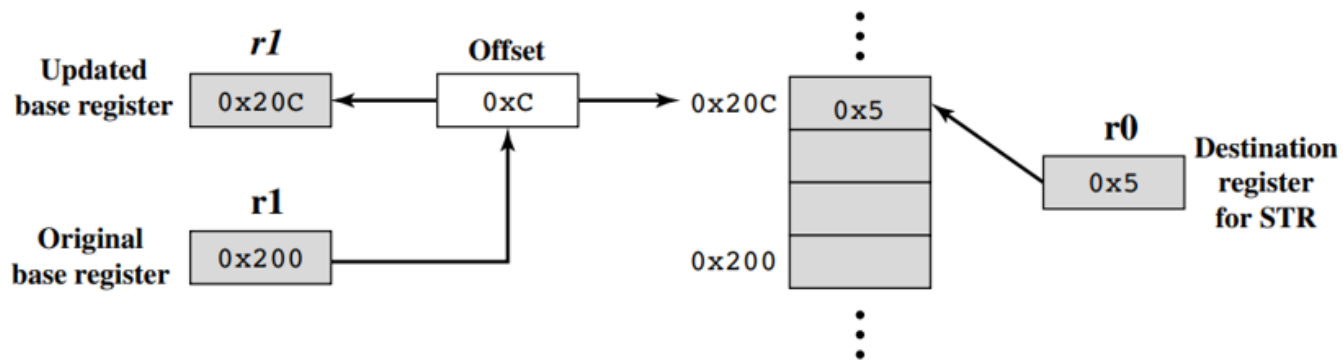 r1
Updated
base register
0x20C
Offset
0xC
0x20C
0x5
r0
0x5
Destination
register
for STR
r1
Original
base register
0x200
0x200